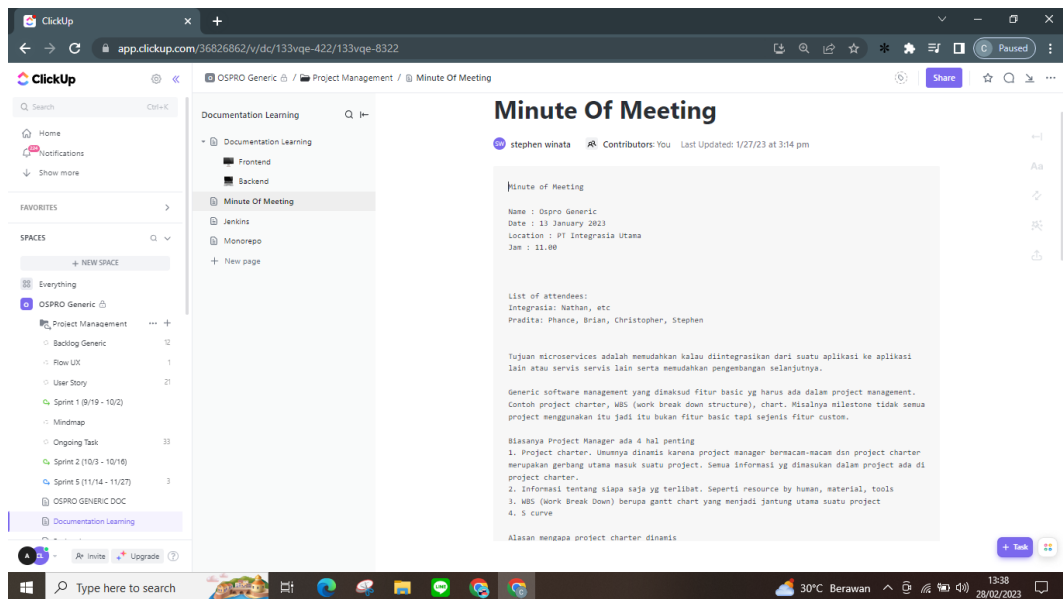 ClickUp
app.clickup.com/36826862/v/dc/133vqe-422/133vqe-8322
Paused
ClickUp
Search Ctrl+K
Home
Notifications
Show more
FAVORITES
SPACES
+ NEW SPACE
Everything
OSPRO Generic
Project Management
Backlog Generic 12
Flow UX 1
User Story 21
Sprint 1 (9/19 - 10/2)
Mindmap
Ongoing Task 33
Sprint 2 (10/3 - 10/16)
Sprint 5 (11/14 - 11/27) 3
OSPRO GENERIC DOC
Documentation Learning
Invite Upgrade
OSPRO Generic / Project Management / Minute Of Meeting
Share
Documentation Learning
Documentation Learning
Frontend
Backend
Minute Of Meeting
Jenkins
Monorepo
+ New page
Minute Of Meeting
SW stephen winata Contributors: You Last Updated: 1/27/23 at 3:14 pm
Minute of Meeting
Name : Ospro Generic
Date : 13 January 2023
Location : PT Integrasia Utama
Jam : 11.00
List of attendees:
Integrasia: Nathan, etc
Pradita: Phance, Brian, Christopher, Stephen
Tujuan microservices adalah memudahkan kalau diintegrasikan dari suatu aplikasi ke aplikasi
lain atau servis servis lain serta memudahkan pengembangan selanjutnya.
Generic software management yang dimaksud fitur basic yg harus ada dalam project management.
Contoh project charter, WBS (work break down structure), chart. Misalnya milestone tidak semua
project menggunakan itu jadi itu bukan fitur basic tapi sejenis fitur custom.
Biasanya Project Manager ada 4 hal penting
1. Project charter. Umumnya dinamis karena project manager bermacam-macam dsn project charter
merupakan gerbang utama masuk suatu project. Semua informasi yg dimasukan dalam project ada di
project charter.
2. Informasi tentang siapa saja yg terlibat. Seperti resource by human, material, tools
3. WBS (Work Break Down) berupa gantt chart yang menjadi jantung utama suatu project
4. S curve
Alasan mengapa project charter dinamis
Aa
+ Task
Type here to search
30°C Berawan
13:38
28/02/2023